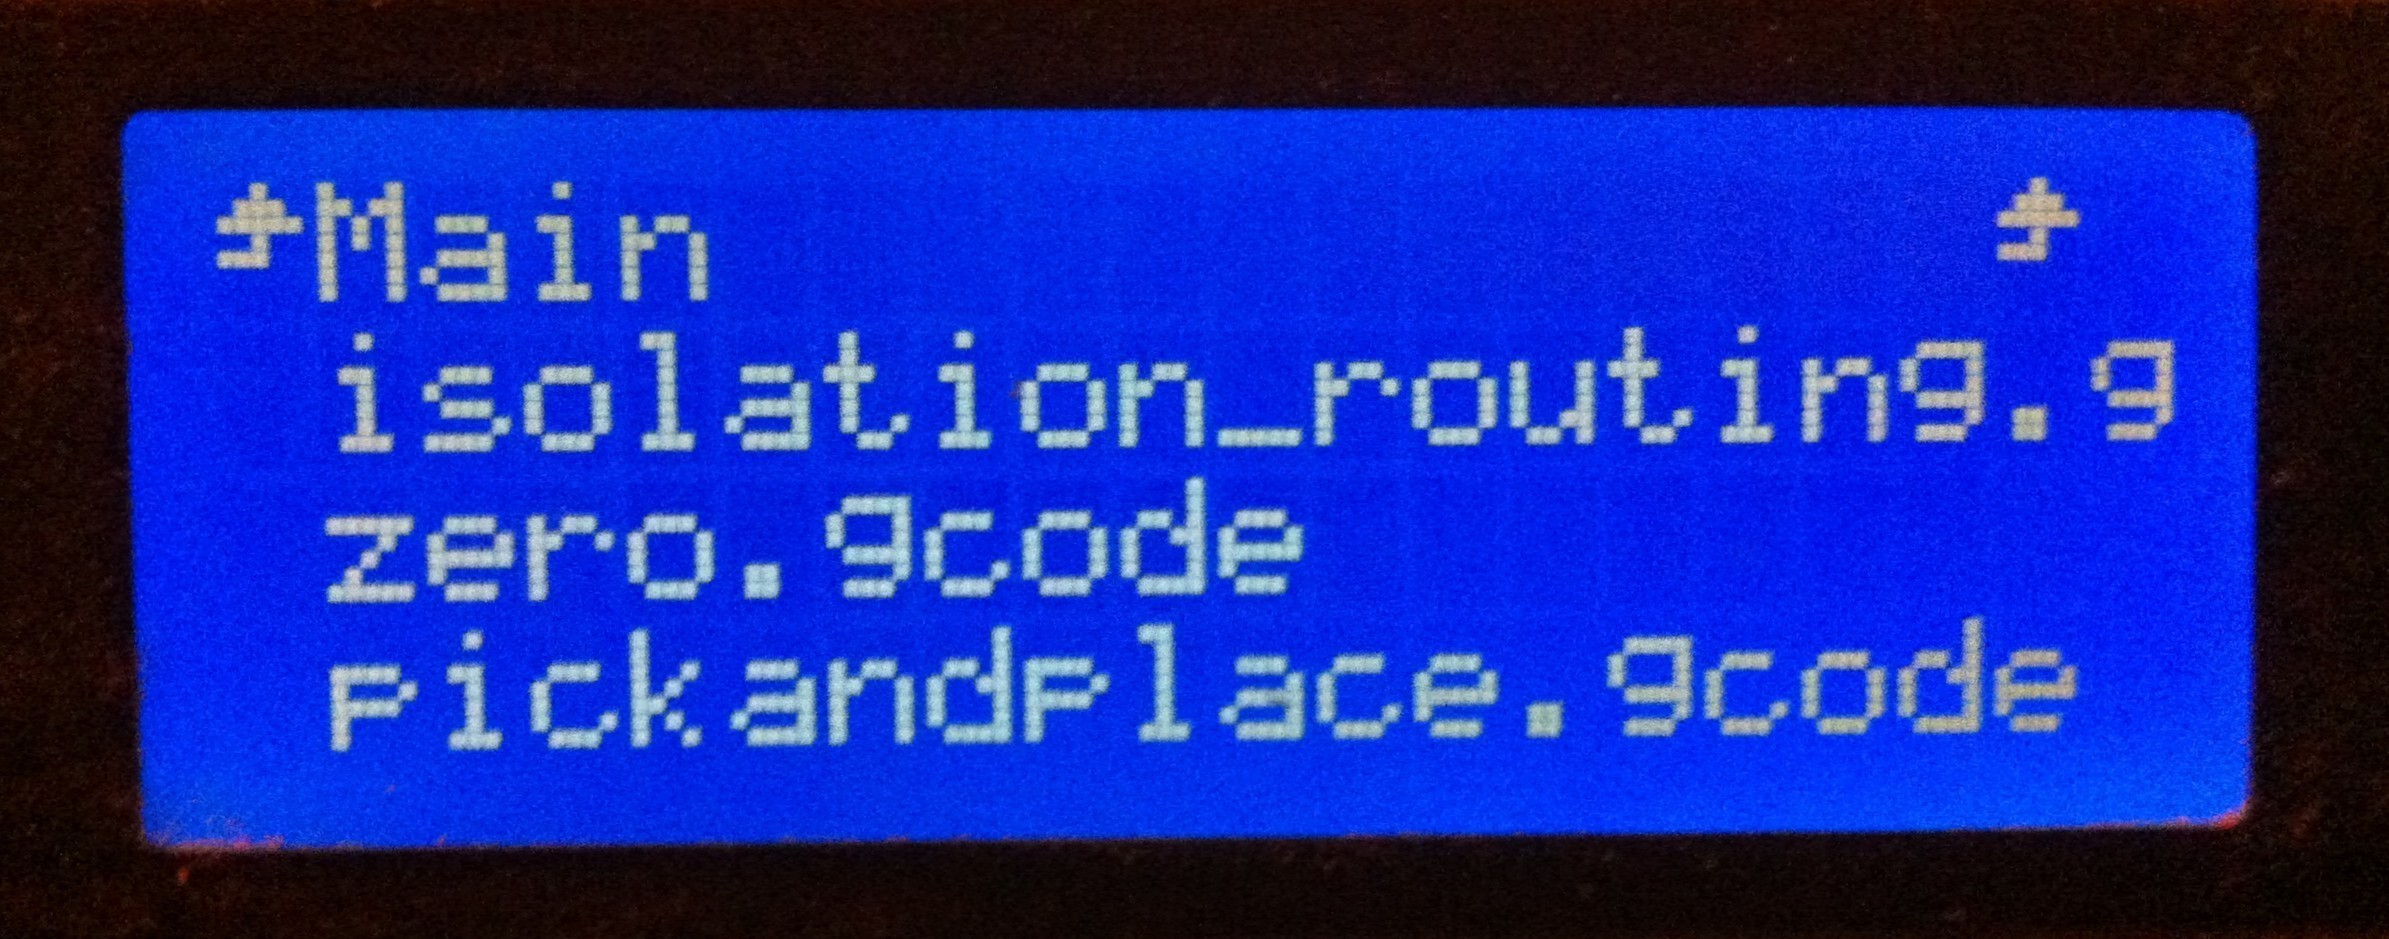 Main
isolation_routing.g
zero.gcode
pickandplace.gcode